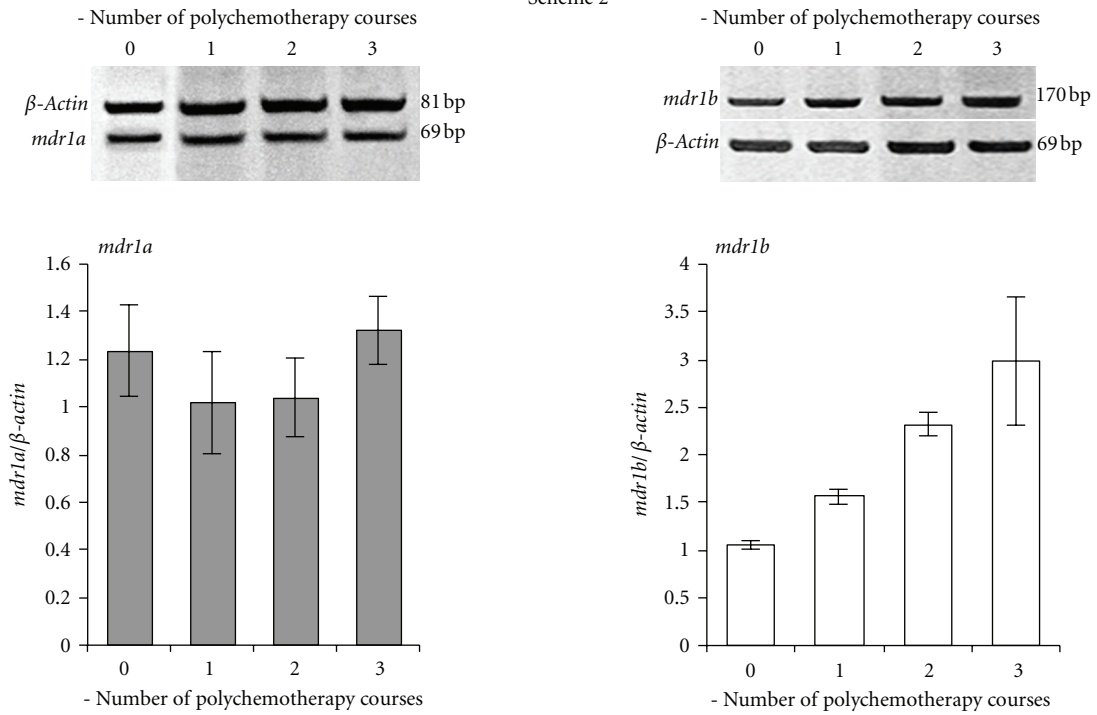 Scheme 2
- Number of polychemotherapy courses
0 1 2 3
β-Actin 81 bp
mdr1a 69 bp
mdr1a
1.6
1.4
1.2
1
0.8
0.6
0.4
0.2
0
mdr1a/β-actin
0 1 2 3
- Number of polychemotherapy courses
- Number of polychemotherapy courses
0 1 2 3
mdr1b 170 bp
β-Actin 69 bp
mdr1b
4
3.5
3
2.5
2
1.5
1
0.5
0
mdr1b/β-actin
0 1 2 3
- Number of polychemotherapy courses